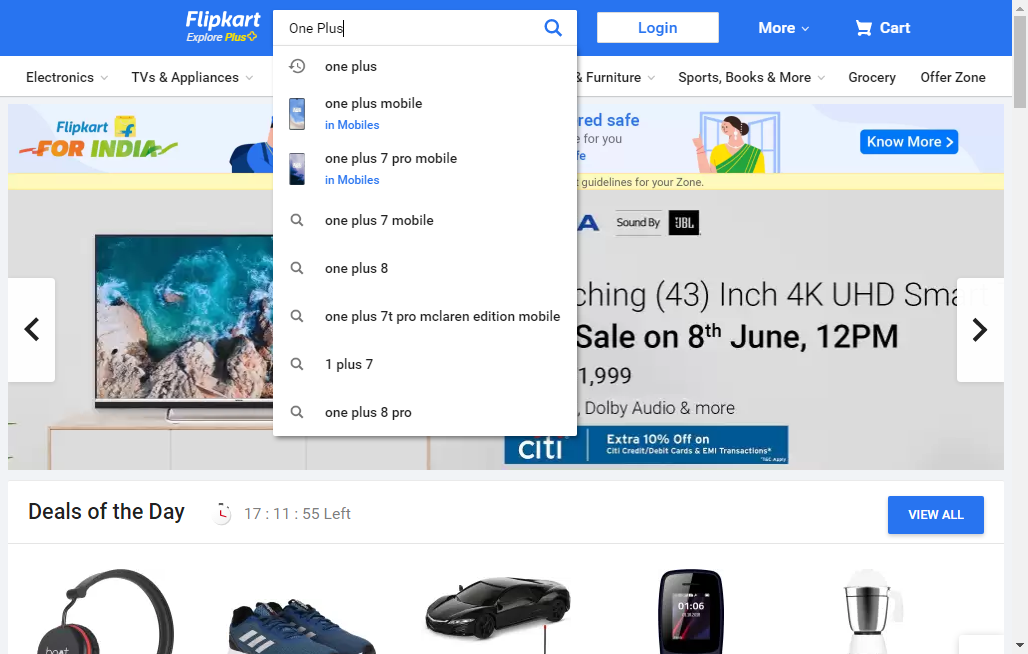 Flipkart
Explore Plus
One Plus
Login
More
Cart
Electronics
TVs & Appliances
& Furniture
Sports, Books & More
Grocery
Offer Zone
one plus
one plus mobile
in Mobiles
one plus 7 pro mobile
in Mobiles
one plus 7 mobile
one plus 8
one plus 7t pro mclaren edition mobile
1 plus 7
one plus 8 pro
Flipkart
FOR INDIA
red safe
e for you
fe
Know More
t guidelines for your Zone.
A
Sound By JBL
ching (43) Inch 4K UHD Smart
Sale on 8th June, 12PM
1,999
, Dolby Audio & more
citi
Extra 10% Off on
Citi Credit/Debit Cards & EMI Transactions*
*T&C Apply
Deals of the Day
17 : 11 : 55 Left
VIEW ALL
boat
01:06